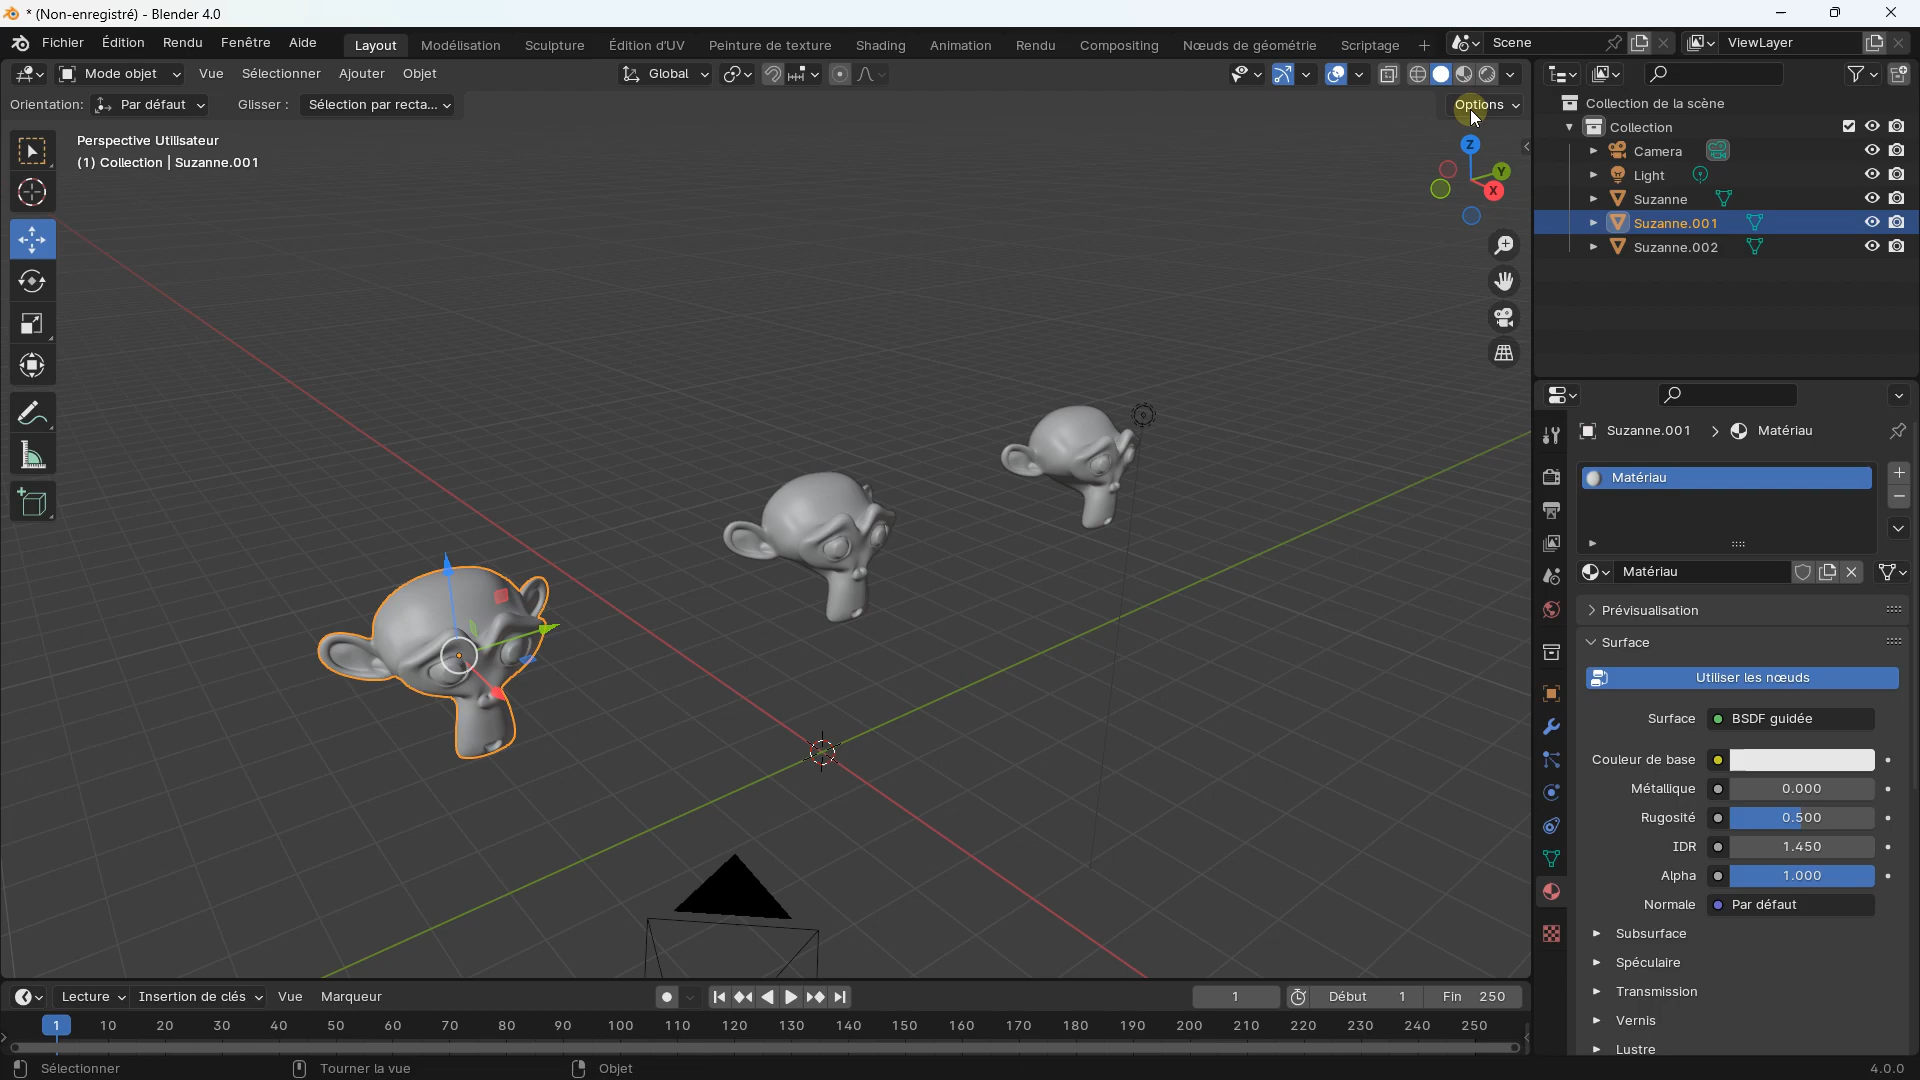 * (Non-enregistré) - Blender 4.0
Fichier Édition Rendu Fenêtre Aide Layout Modélisation Sculpture Édition d'UV Peinture de texture Shading Animation Rendu Compositing Nœuds de géométrie Scriptage + Scene ViewLayer
Mode objet Vue Sélectionner Ajouter Objet Global
Orientation: Par défaut Glisser : Sélection par recta... Options
Perspective Utilisateur
(1) Collection | Suzanne.001
Z
Y
X
Collection de la scène
Collection
Camera
Light
Suzanne
Suzanne.001
Suzanne.002
Suzanne.001 > Matériau
Matériau
Matériau
Prévisualisation
Surface
Utiliser les nœuds
Surface BSDF guidée
Couleur de base
Métallique 0.000
Rugosité 0.500
IDR 1.450
Alpha 1.000
Normale Par défaut
Subsurface
Spéculaire
Transmission
Vernis
Lustre
Lecture Insertion de clés Vue Marqueur 1 Début 1 Fin 250
1 10 20 30 40 50 60 70 80 90 100 110 120 130 140 150 160 170 180 190 200 210 220 230 240 250
Sélectionner Tourner la vue Objet 4.0.0